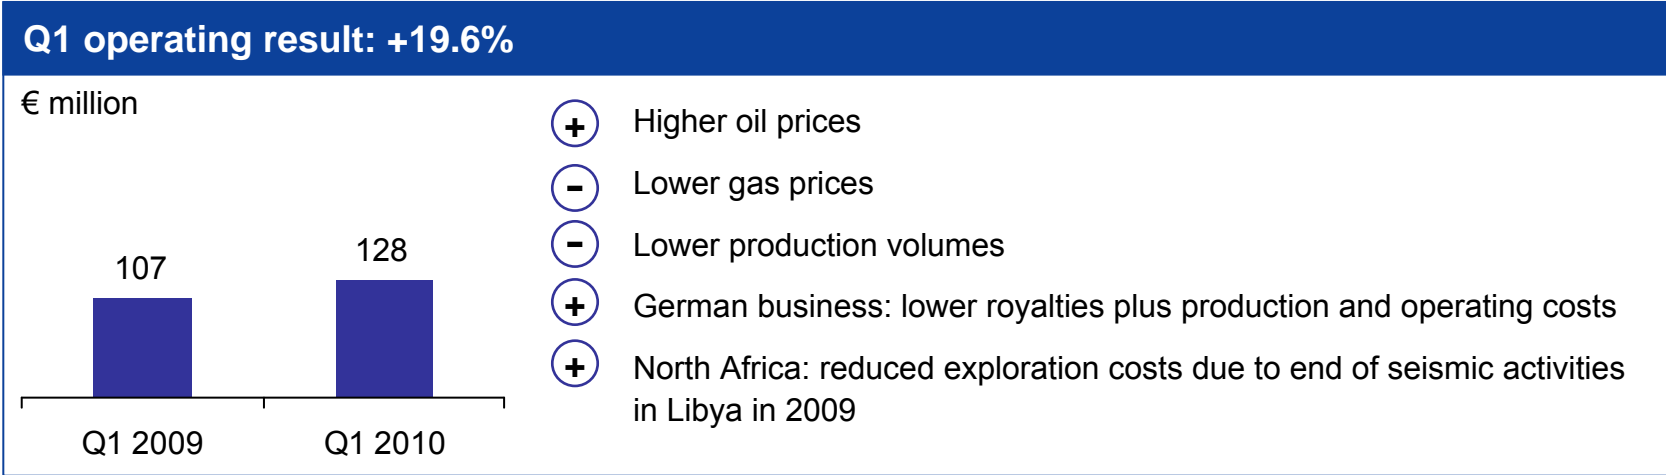 Q1 operating result: +19.6%
€ million
107
128
Q1 2009
Q1 2010
+ Higher oil prices
- Lower gas prices
- Lower production volumes
+ German business: lower royalties plus production and operating costs
+ North Africa: reduced exploration costs due to end of seismic activities
in Libya in 2009